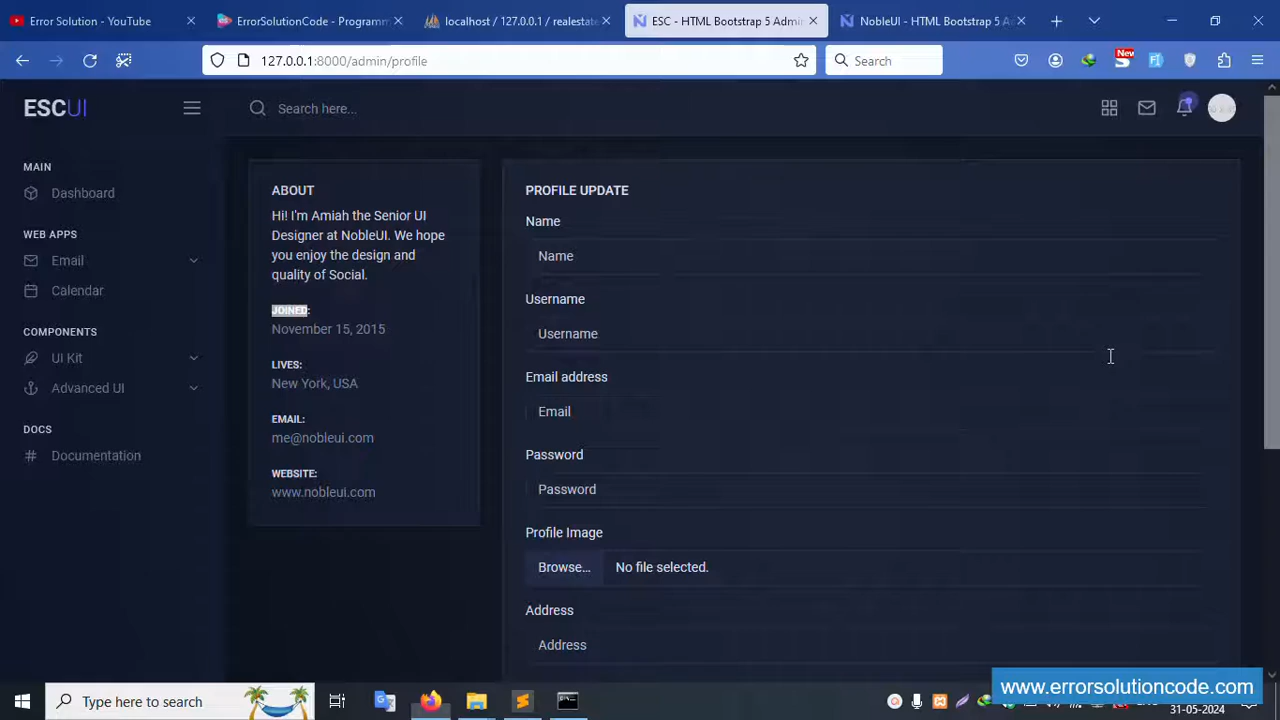 Error Solution - YouTube
ErrorSolutionCode - Programm
localhost / 127.0.0.1 / realestate
ESC - HTML Bootstrap 5 Admin
NobleUI - HTML Bootstrap 5 Ad
127.0.0.1:8000/admin/profile
Search
New
ESCUI
Search here...
MAIN
Dashboard
WEB APPS
Email
Calendar
COMPONENTS
UI Kit
Advanced UI
DOCS
Documentation
ABOUT
Hi! I'm Amiah the Senior UI
Designer at NobleUI. We hope
you enjoy the design and
quality of Social.
JOINED:
November 15, 2015
LIVES:
New York, USA
EMAIL:
me@nobleui.com
WEBSITE:
www.nobleui.com
PROFILE UPDATE
Name
Name
Username
Username
Email address
Email
Password
Password
Profile Image
Browse... No file selected.
Address
Address
Type here to search
www.errorsolutioncode.com
31-05-2024